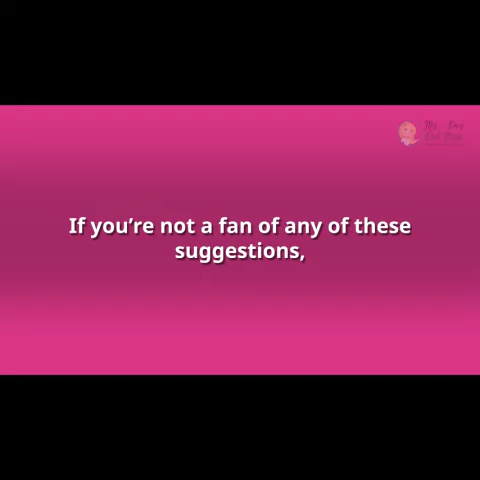 If you’re not a fan of any of these
suggestions,